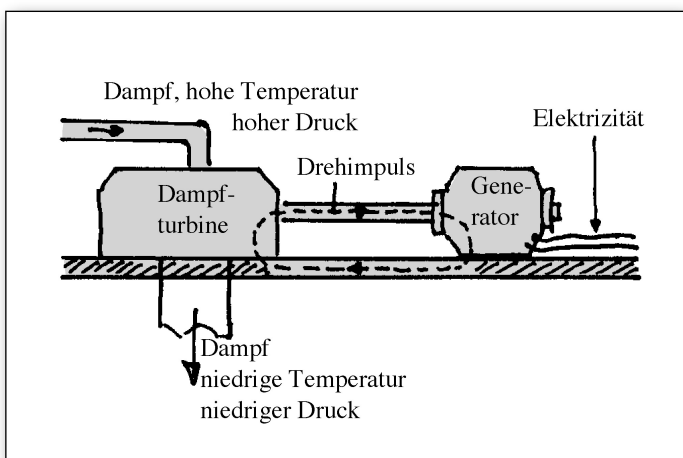 Dampf, hohe Temperatur
hoher Druck
Elektrizität
Drehimpuls
Dampf-
turbine
Gene-
rator
Dampf
niedrige Temperatur
niedriger Druck